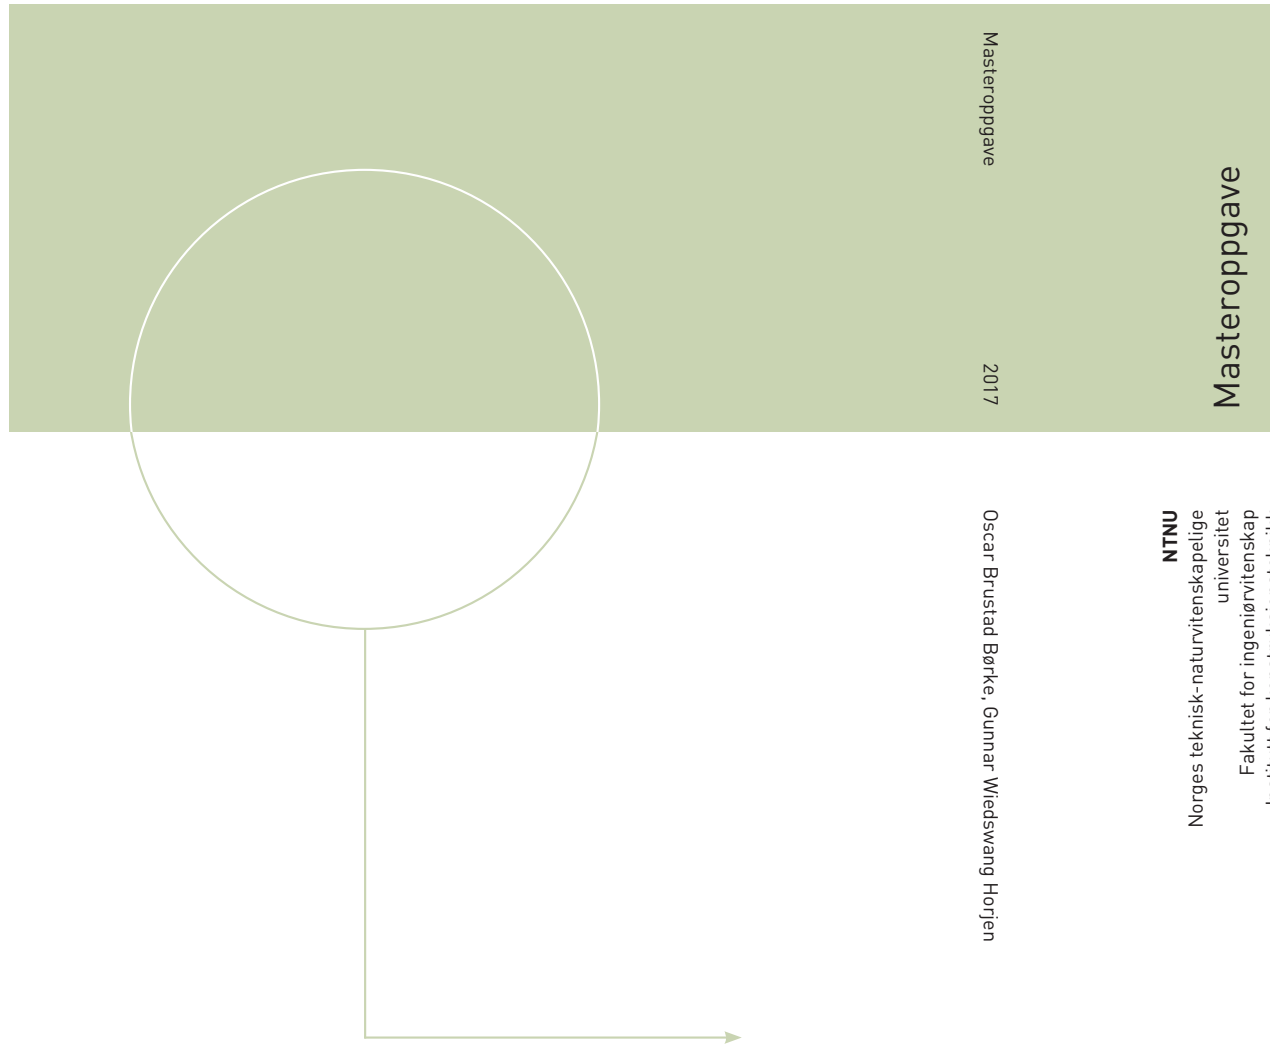 Masteroppgave
2017
Oscar Brustad Børke, Gunnar Wiedswang Horjen
Masteroppgave
NTNU
Norges teknisk-naturvitenskapelige
universitet
Fakultet for ingeniørvitenskap